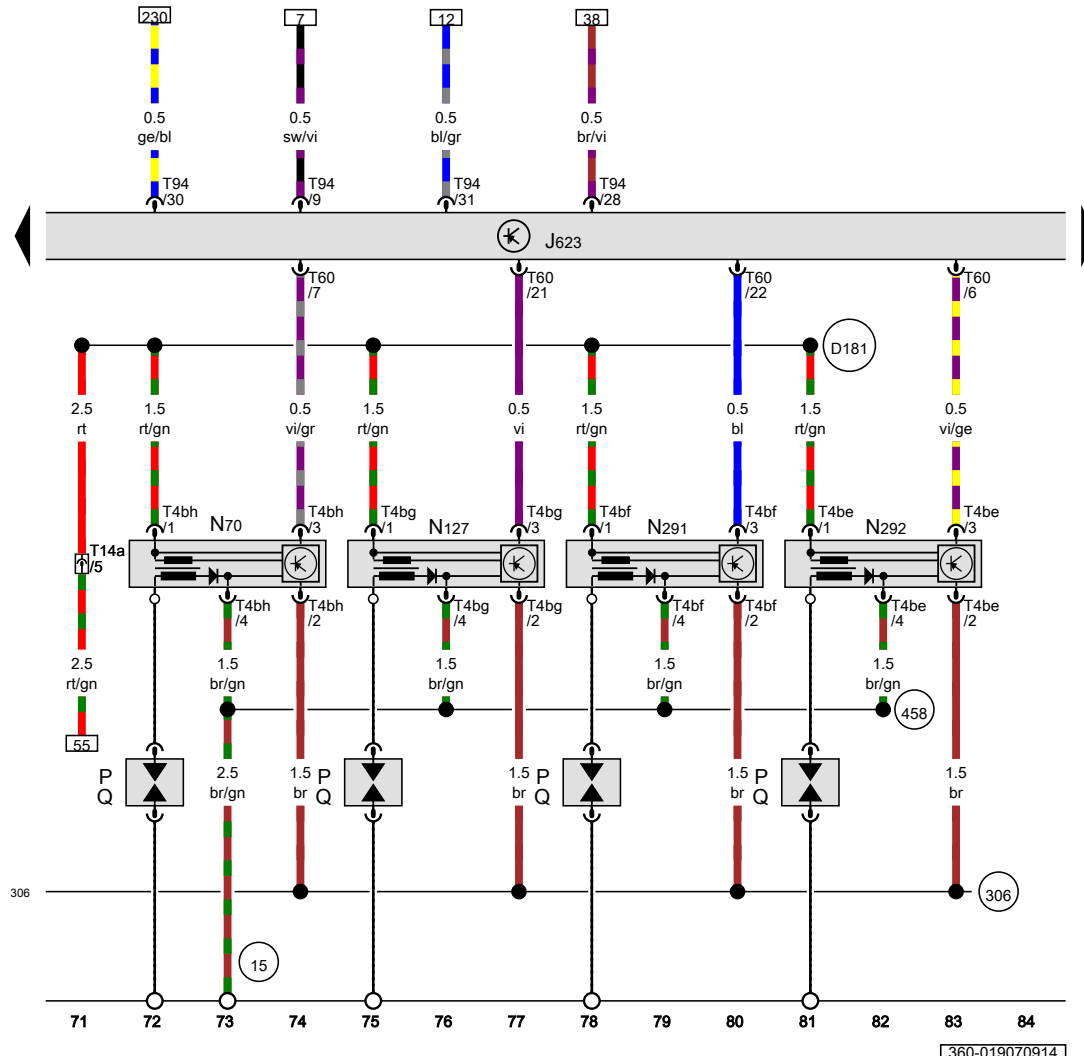 230 7 12 38
0.5 0.5 0.5 0.5
ge/bl sw/vi bl/gr br/vi
T94 T94 T94 T94
/30 /9 /31 /28
J623
T60 T60 T60 T60
/7 /21 /22 /6
D181
2.5 1.5 0.5 1.5 0.5 1.5 0.5 1.5 0.5
rt rt/gn vi/gr rt/gn vi rt/gn bl rt/gn vi/ge
T4bh T4bh T4bg T4bg T4bf T4bf T4be T4be
/1 N70 /3 /1 N127 /3 /1 N291 /3 /1 N292 /3
T14a
/5
T4bh T4bh T4bg T4bg T4bf T4bf T4be T4be
/4 /2 /4 /2 /4 /2 /4 /2
2.5 1.5 1.5 1.5 1.5
rt/gn br/gn br/gn br/gn br/gn
458
55
P 2.5 1.5 P 1.5 P 1.5 P 1.5
Q br/gn br Q br Q br Q br
306 306
15
71 72 73 74 75 76 77 78 79 80 81 82 83 84
360-019070914